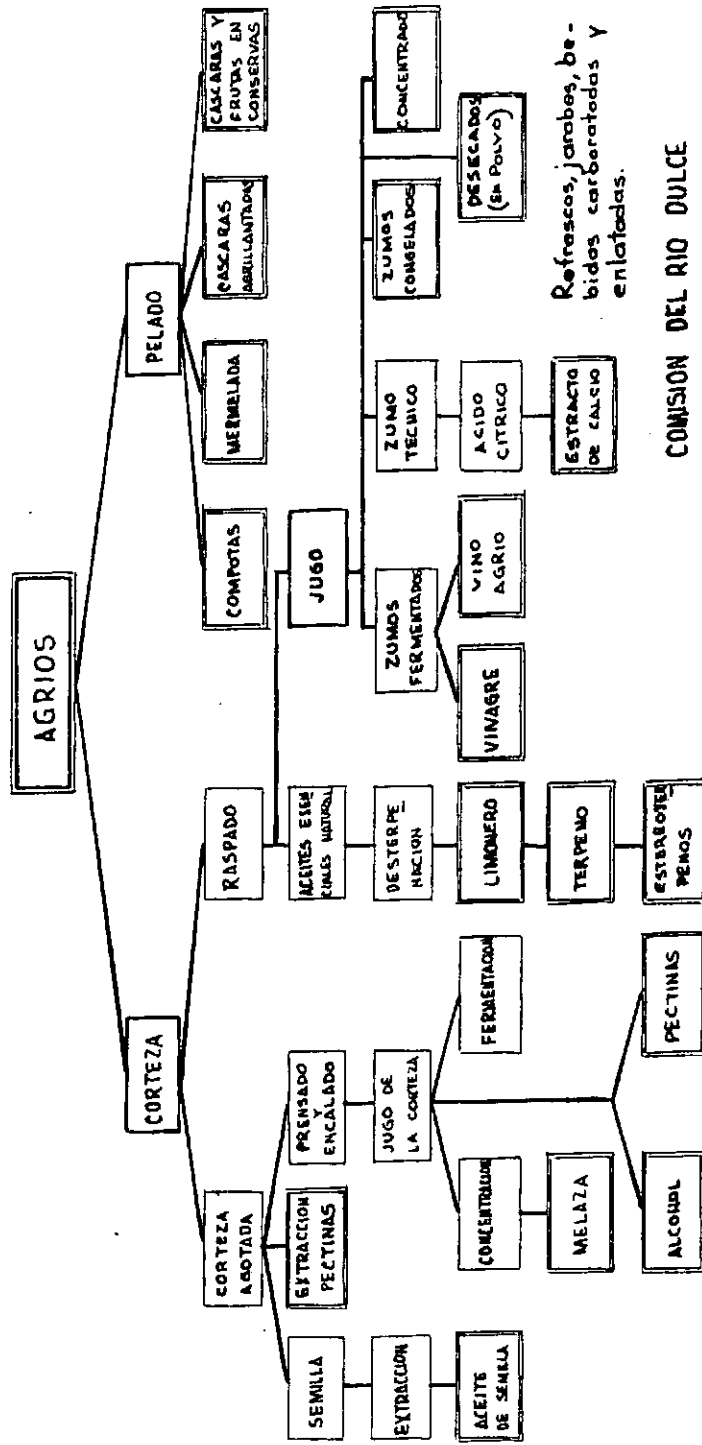 AGRIOS
CORTEZA
PELADO
CORTEZA
AGOTADA
RASPADO
COMPOTAS
MERMELADA
CASCARAS
ABRILLANTADAS
CASCARAS Y
FRUTAS EN
CONSERVAS
SEMILLA
EXTRACCION
PECTINAS
PRENSADO
Y
ENCALADO
ACEITES ESEN
CIALES NATURAL
JUGO
EXTRACCION
JUGO DE
LA CORTEZA
DESTERPE
NACION
ZUMOS
FERMENTADOS
ZUMO
TECNICO
ZUMOS
CONGELADOS
CONCENTRADO
ACEITE
DE SEMILLA
CONCENTRACION
FERMENTACION
LIMONERO
VINAGRE
VINO
AGRIO
ACIDO
CITRICO
DESECADOS
(EN POLVO)
MELAZA
TERPENO
ESTRACTO
DE CALCIO
ALCOHOL
PECTINAS
ESTEARROTER
PENOS
Refrescos, jarabes, be-
bidas carboratadas y
enlatadas.
COMISION DEL RIO DULCE